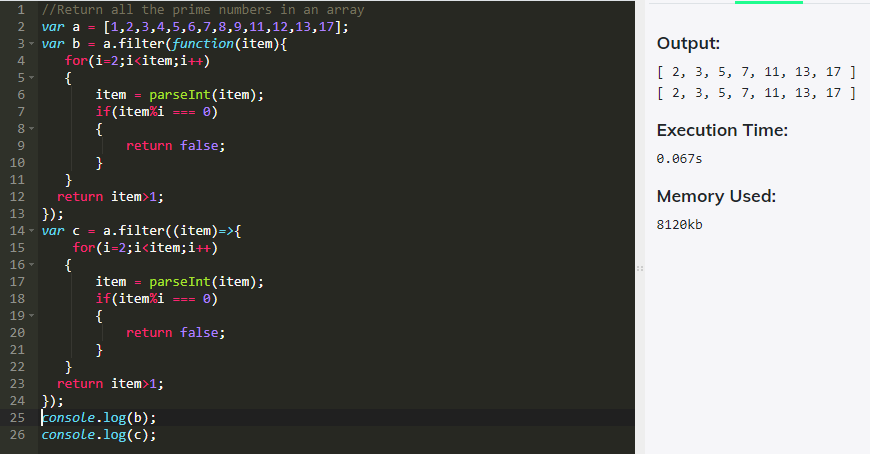 1 //Return all the prime numbers in an array
2 var a = [1,2,3,4,5,6,7,8,9,11,12,13,17];
3 var b = a.filter(function(item){
4 for(i=2;i<item;i++)
5 {
6 item = parseInt(item);
7 if(item%i === 0)
8 {
9 return false;
10 }
11 }
12 return item>1;
13 });
14 var c = a.filter((item)=>{
15 for(i=2;i<item;i++)
16 {
17 item = parseInt(item);
18 if(item%i === 0)
19 {
20 return false;
21 }
22 }
23 return item>1;
24 });
25 console.log(b);
26 console.log(c);
Output:
[ 2, 3, 5, 7, 11, 13, 17 ]
[ 2, 3, 5, 7, 11, 13, 17 ]
Execution Time:
0.067s
Memory Used:
8120kb